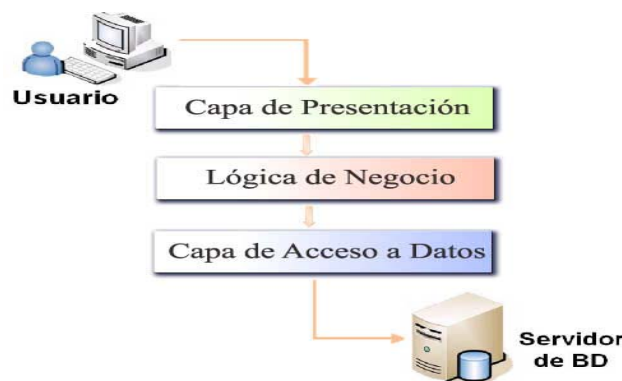 Usuario
Capa de Presentación
Lógica de Negocio
Capa de Acceso a Datos
Servidor
de BD